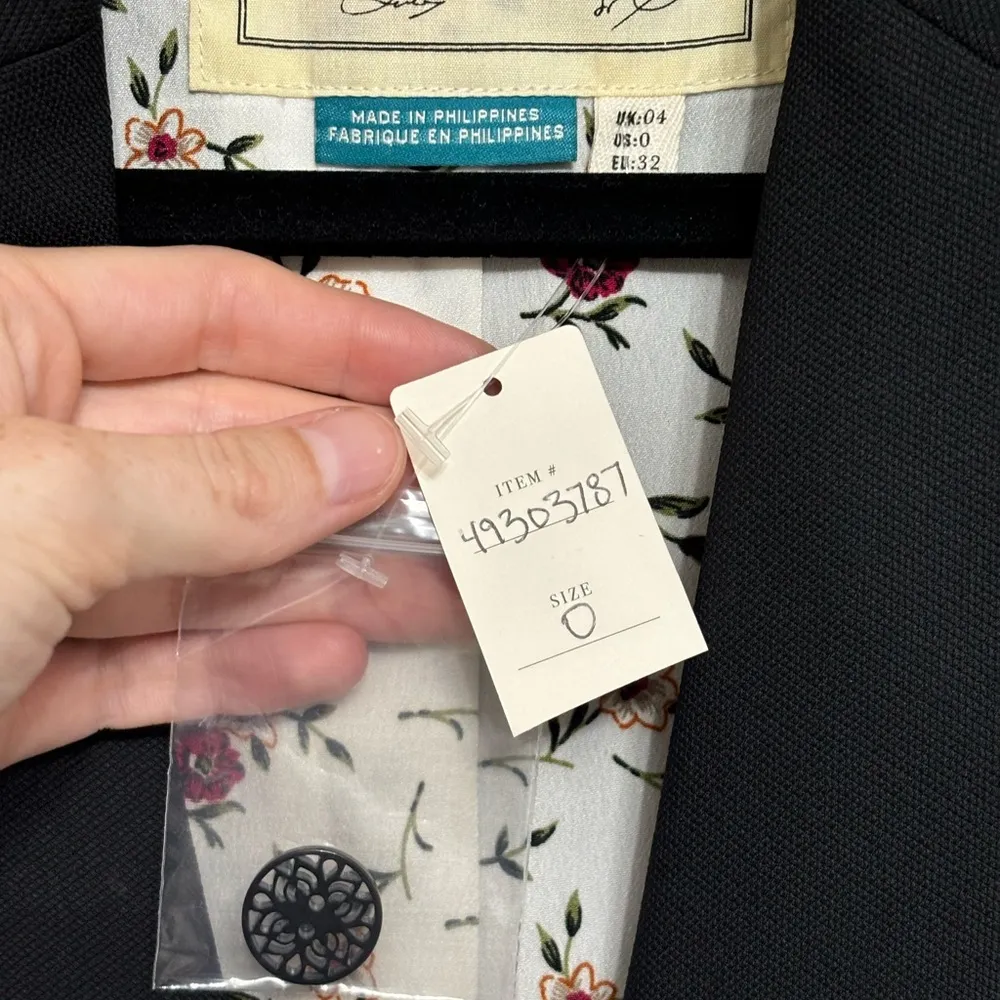 MADE IN PHILIPPINES
FABRIQUE EN PHILIPPINES
UK:04
US:0
EU:32
ITEM #
49303787
SIZE
0